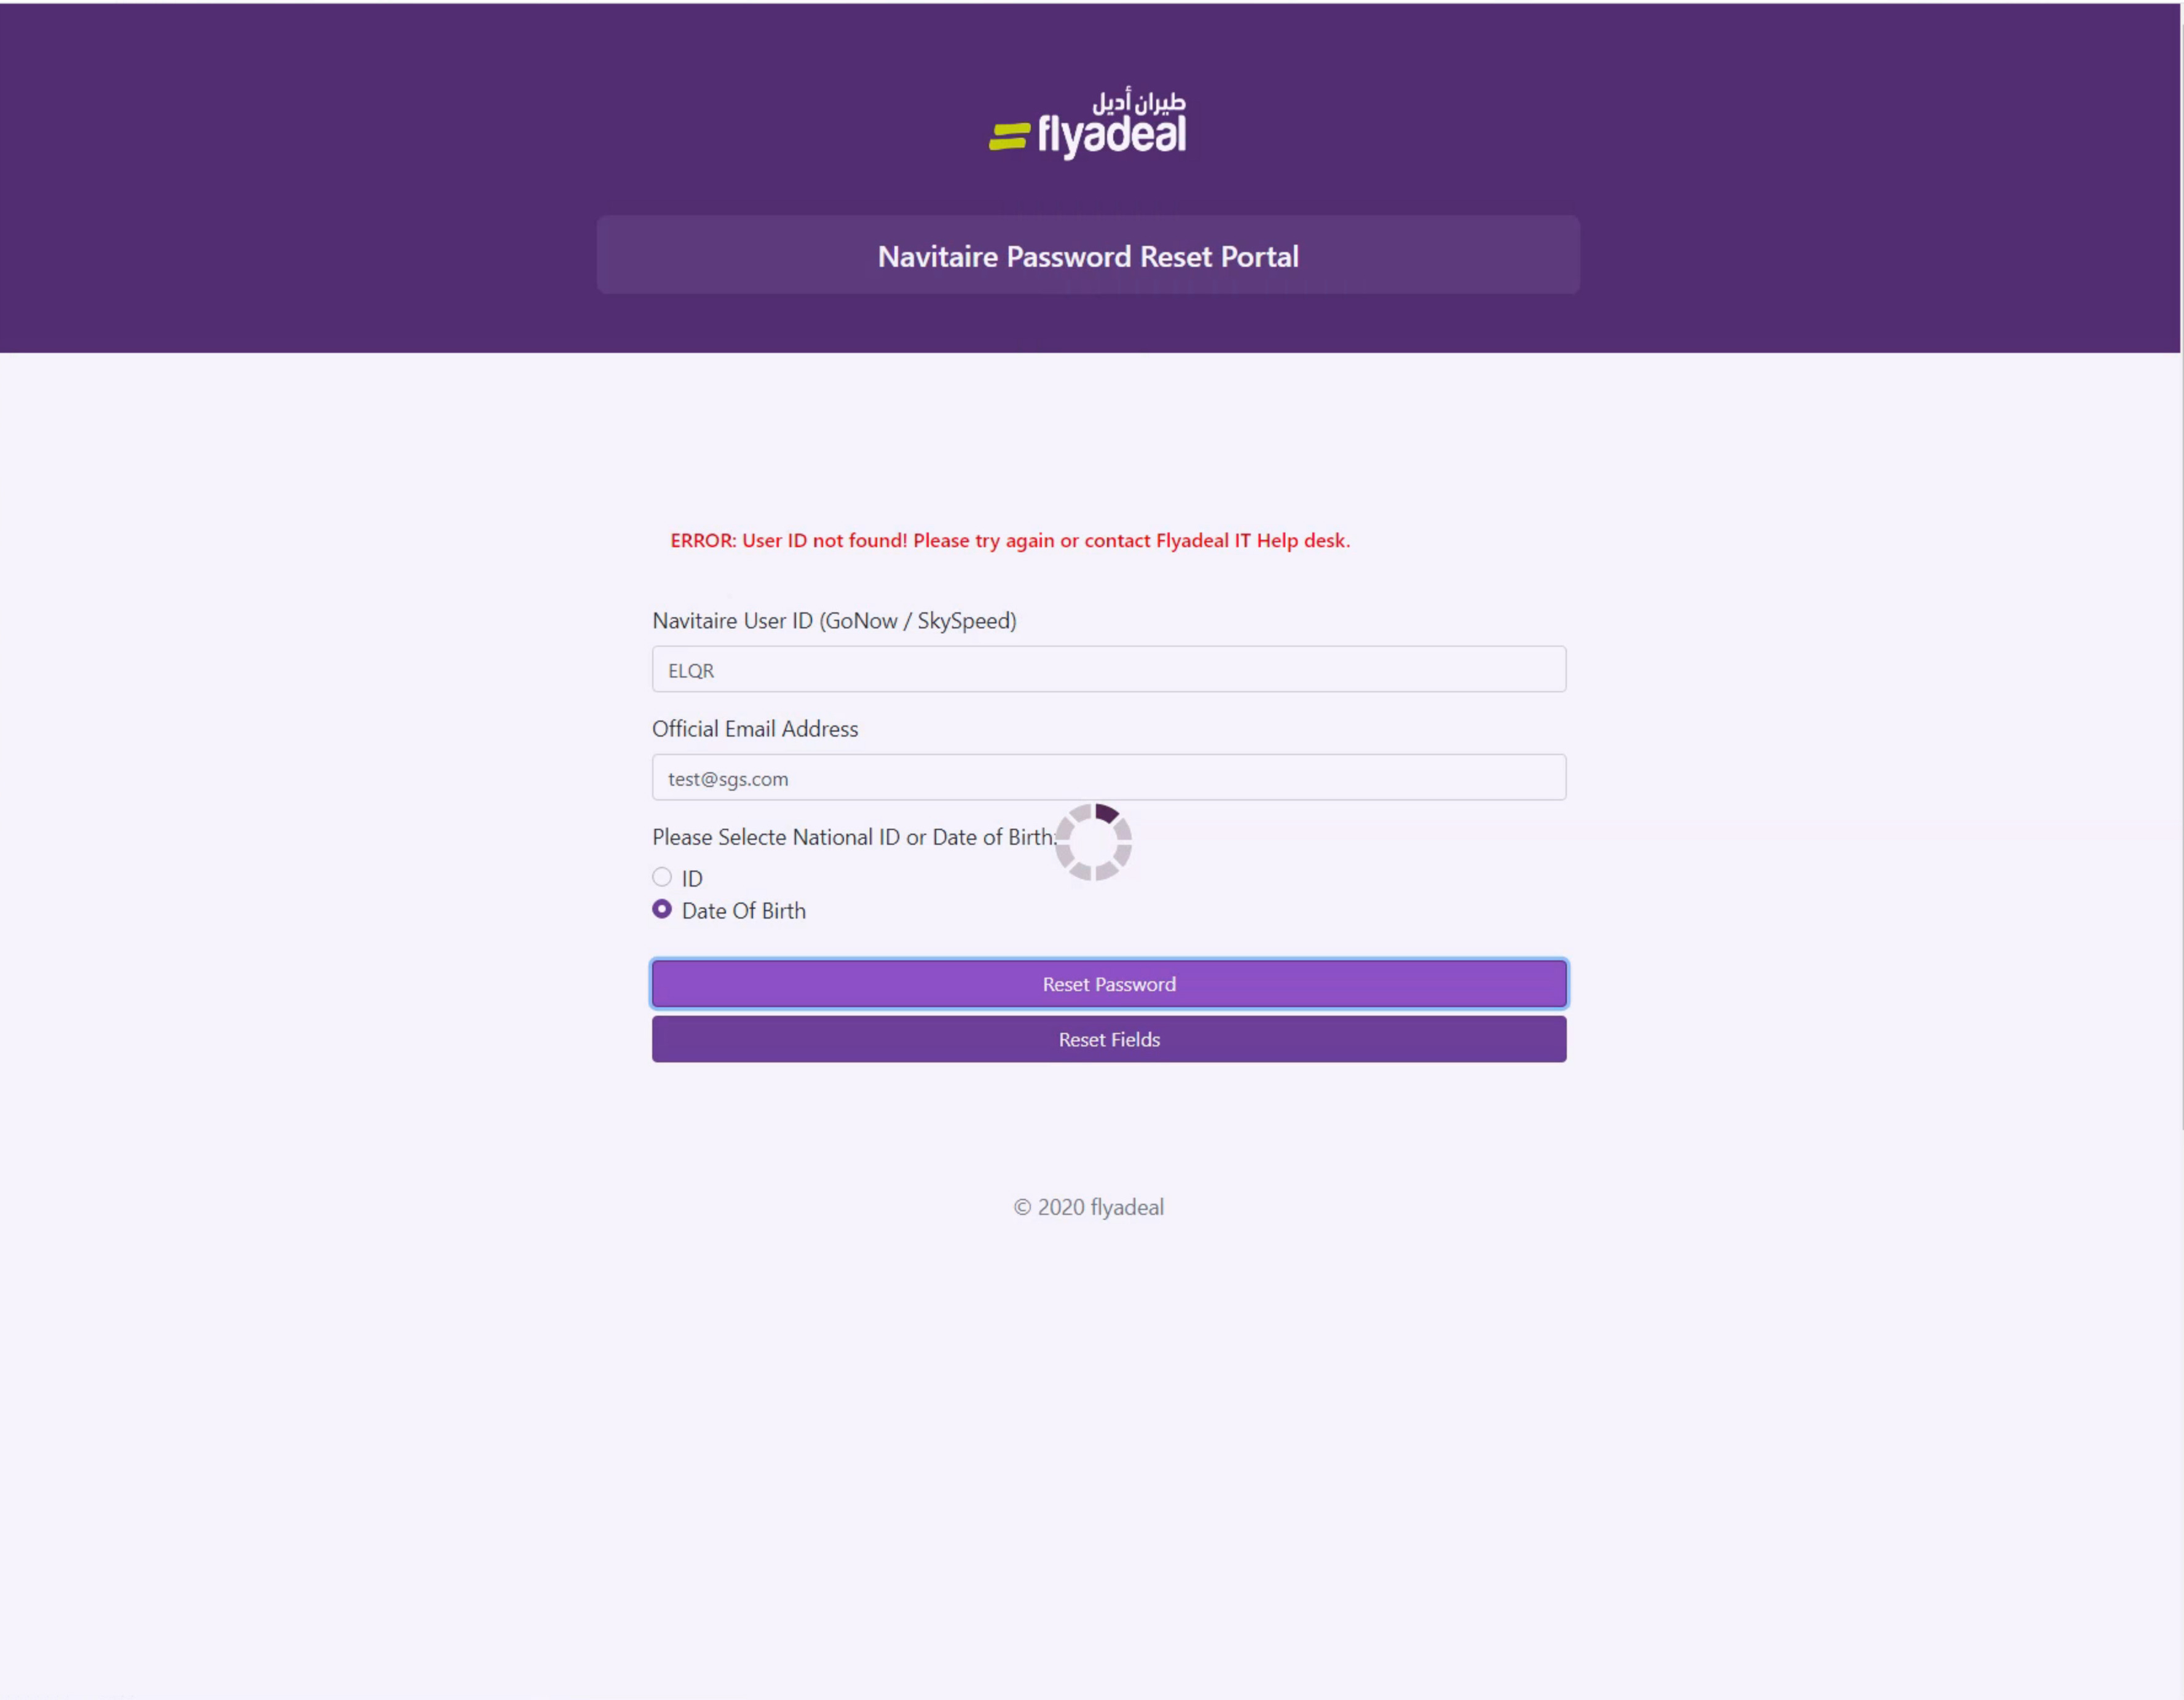 طيران أديل
flyadeal
Navitaire Password Reset Portal
ERROR: User ID not found! Please try again or contact Flyadeal IT Help desk.
Navitaire User ID (GoNow / SkySpeed)
ELQR
Official Email Address
test@sgs.com
Please Selecte National ID or Date of Birth:
ID
Date Of Birth
Reset Password
Reset Fields
© 2020 flyadeal